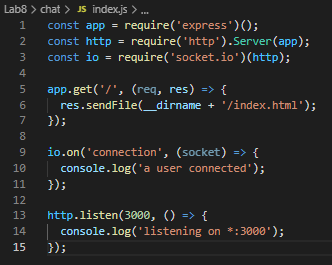 Lab8 > chat > JS index.js > ...
1 const app = require('express')();
2 const http = require('http').Server(app);
3 const io = require('socket.io')(http);
4
5 app.get('/', (req, res) => {
6   res.sendFile(__dirname + '/index.html');
7 });
8
9 io.on('connection', (socket) => {
10   console.log('a user connected');
11 });
12
13 http.listen(3000, () => {
14   console.log('listening on *:3000');
15 });